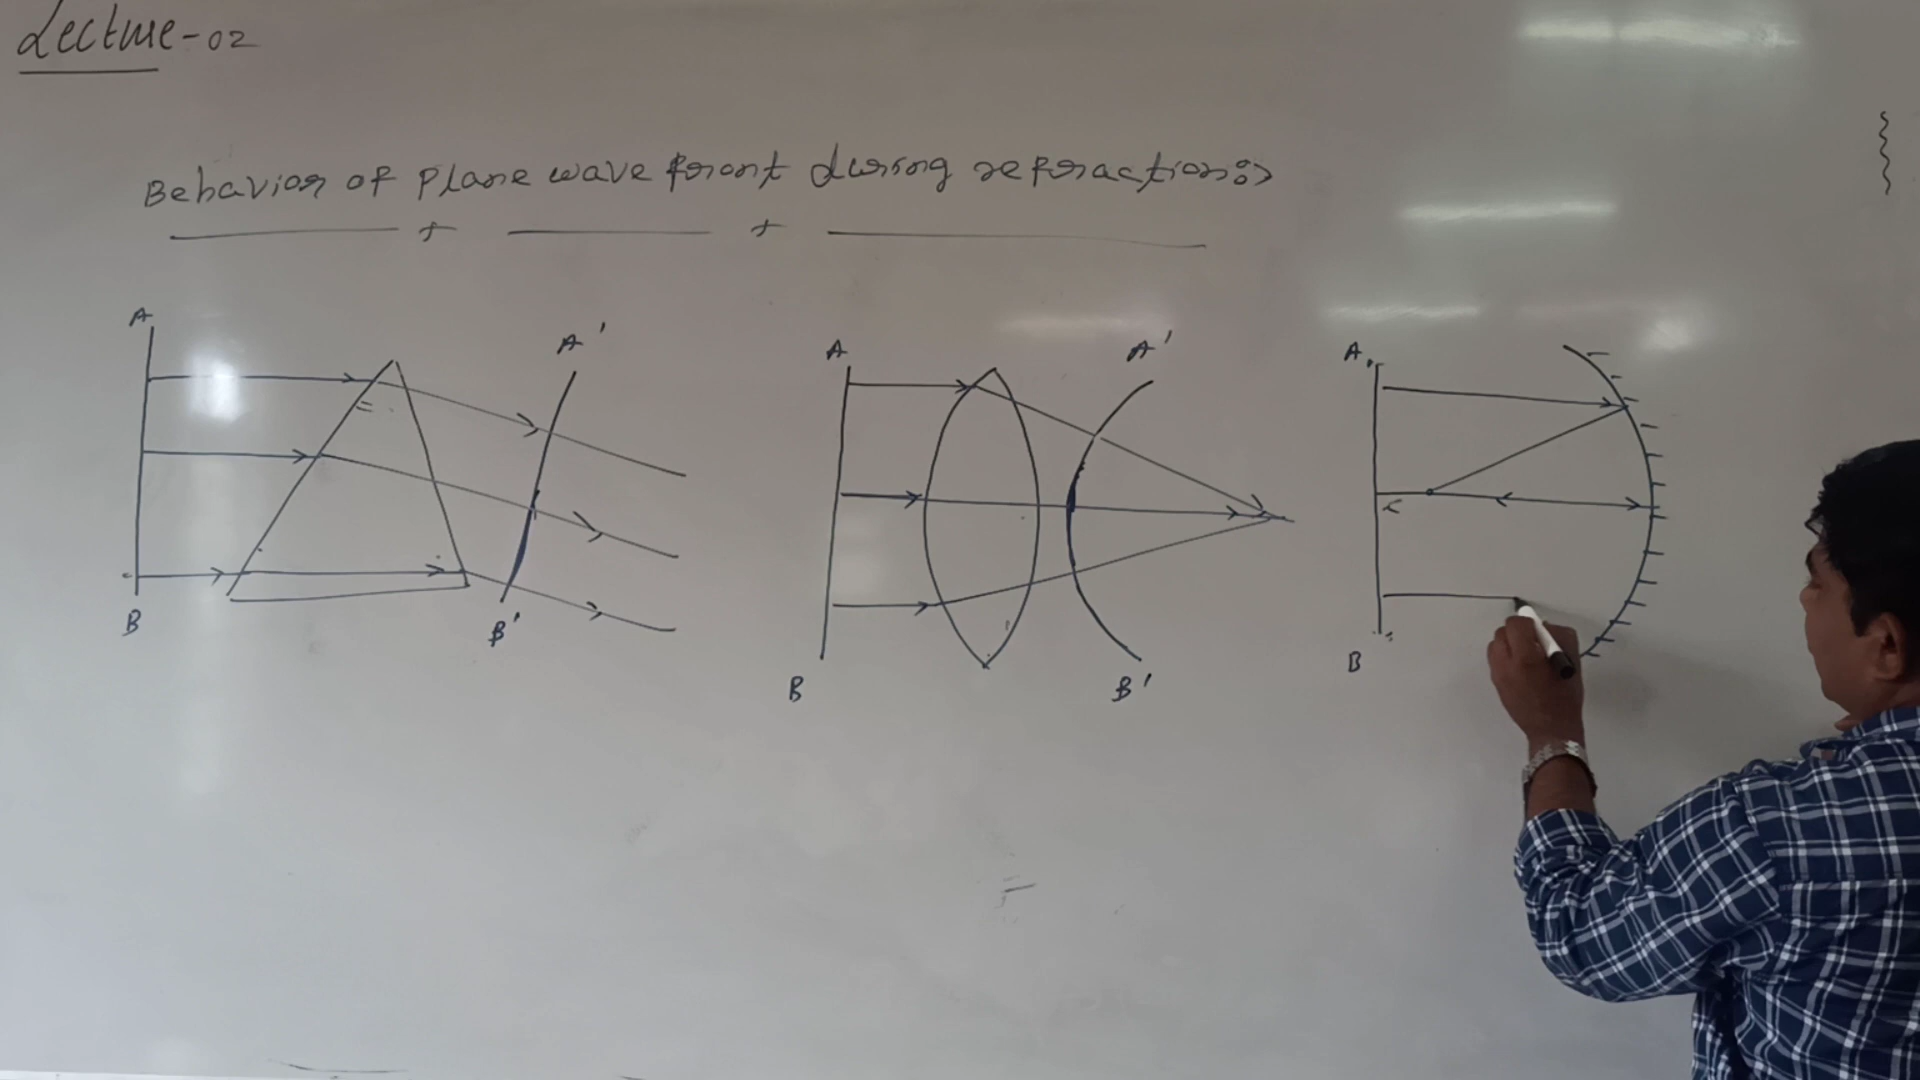 Lecture-02
Behavior of plane wave front during refraction:>
A
B
A'
B'
A
B
A'
B'
A
C
B